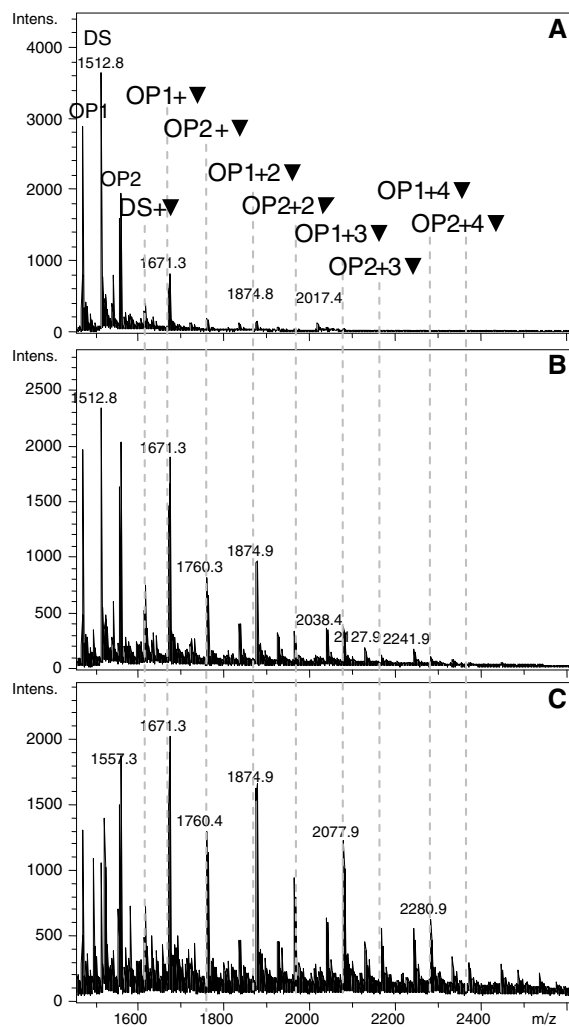 Intens.
A
4000
DS
1512.8
OP1+▼
3000
OP1
OP2+▼
OP1+2▼
OP1+4▼
2000
OP2
DS+▼
OP2+2▼
OP2+4▼
OP1+3▼
1000
1671.3
OP2+3▼
1874.8
2017.4
0
Intens.
B
2500
1512.8
2000
1671.3
1500
1000
1760.3
1874.9
500
2038.4
2127.9
2241.9
0
Intens.
C
2000
1671.3
1557.3
1500
1760.4
1874.9
2077.9
1000
2280.9
500
0
1600 1800 2000 2200 2400 m/z